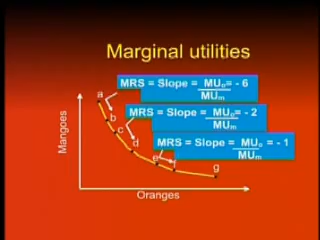 Marginal utilities
MRS = Slope = MUo = - 6
MUm
MRS = Slope = MUo = - 2
MUm
MRS = Slope = MUo = - 1
MUm
a
b
c
d
e
f
g
Mangoes
Oranges